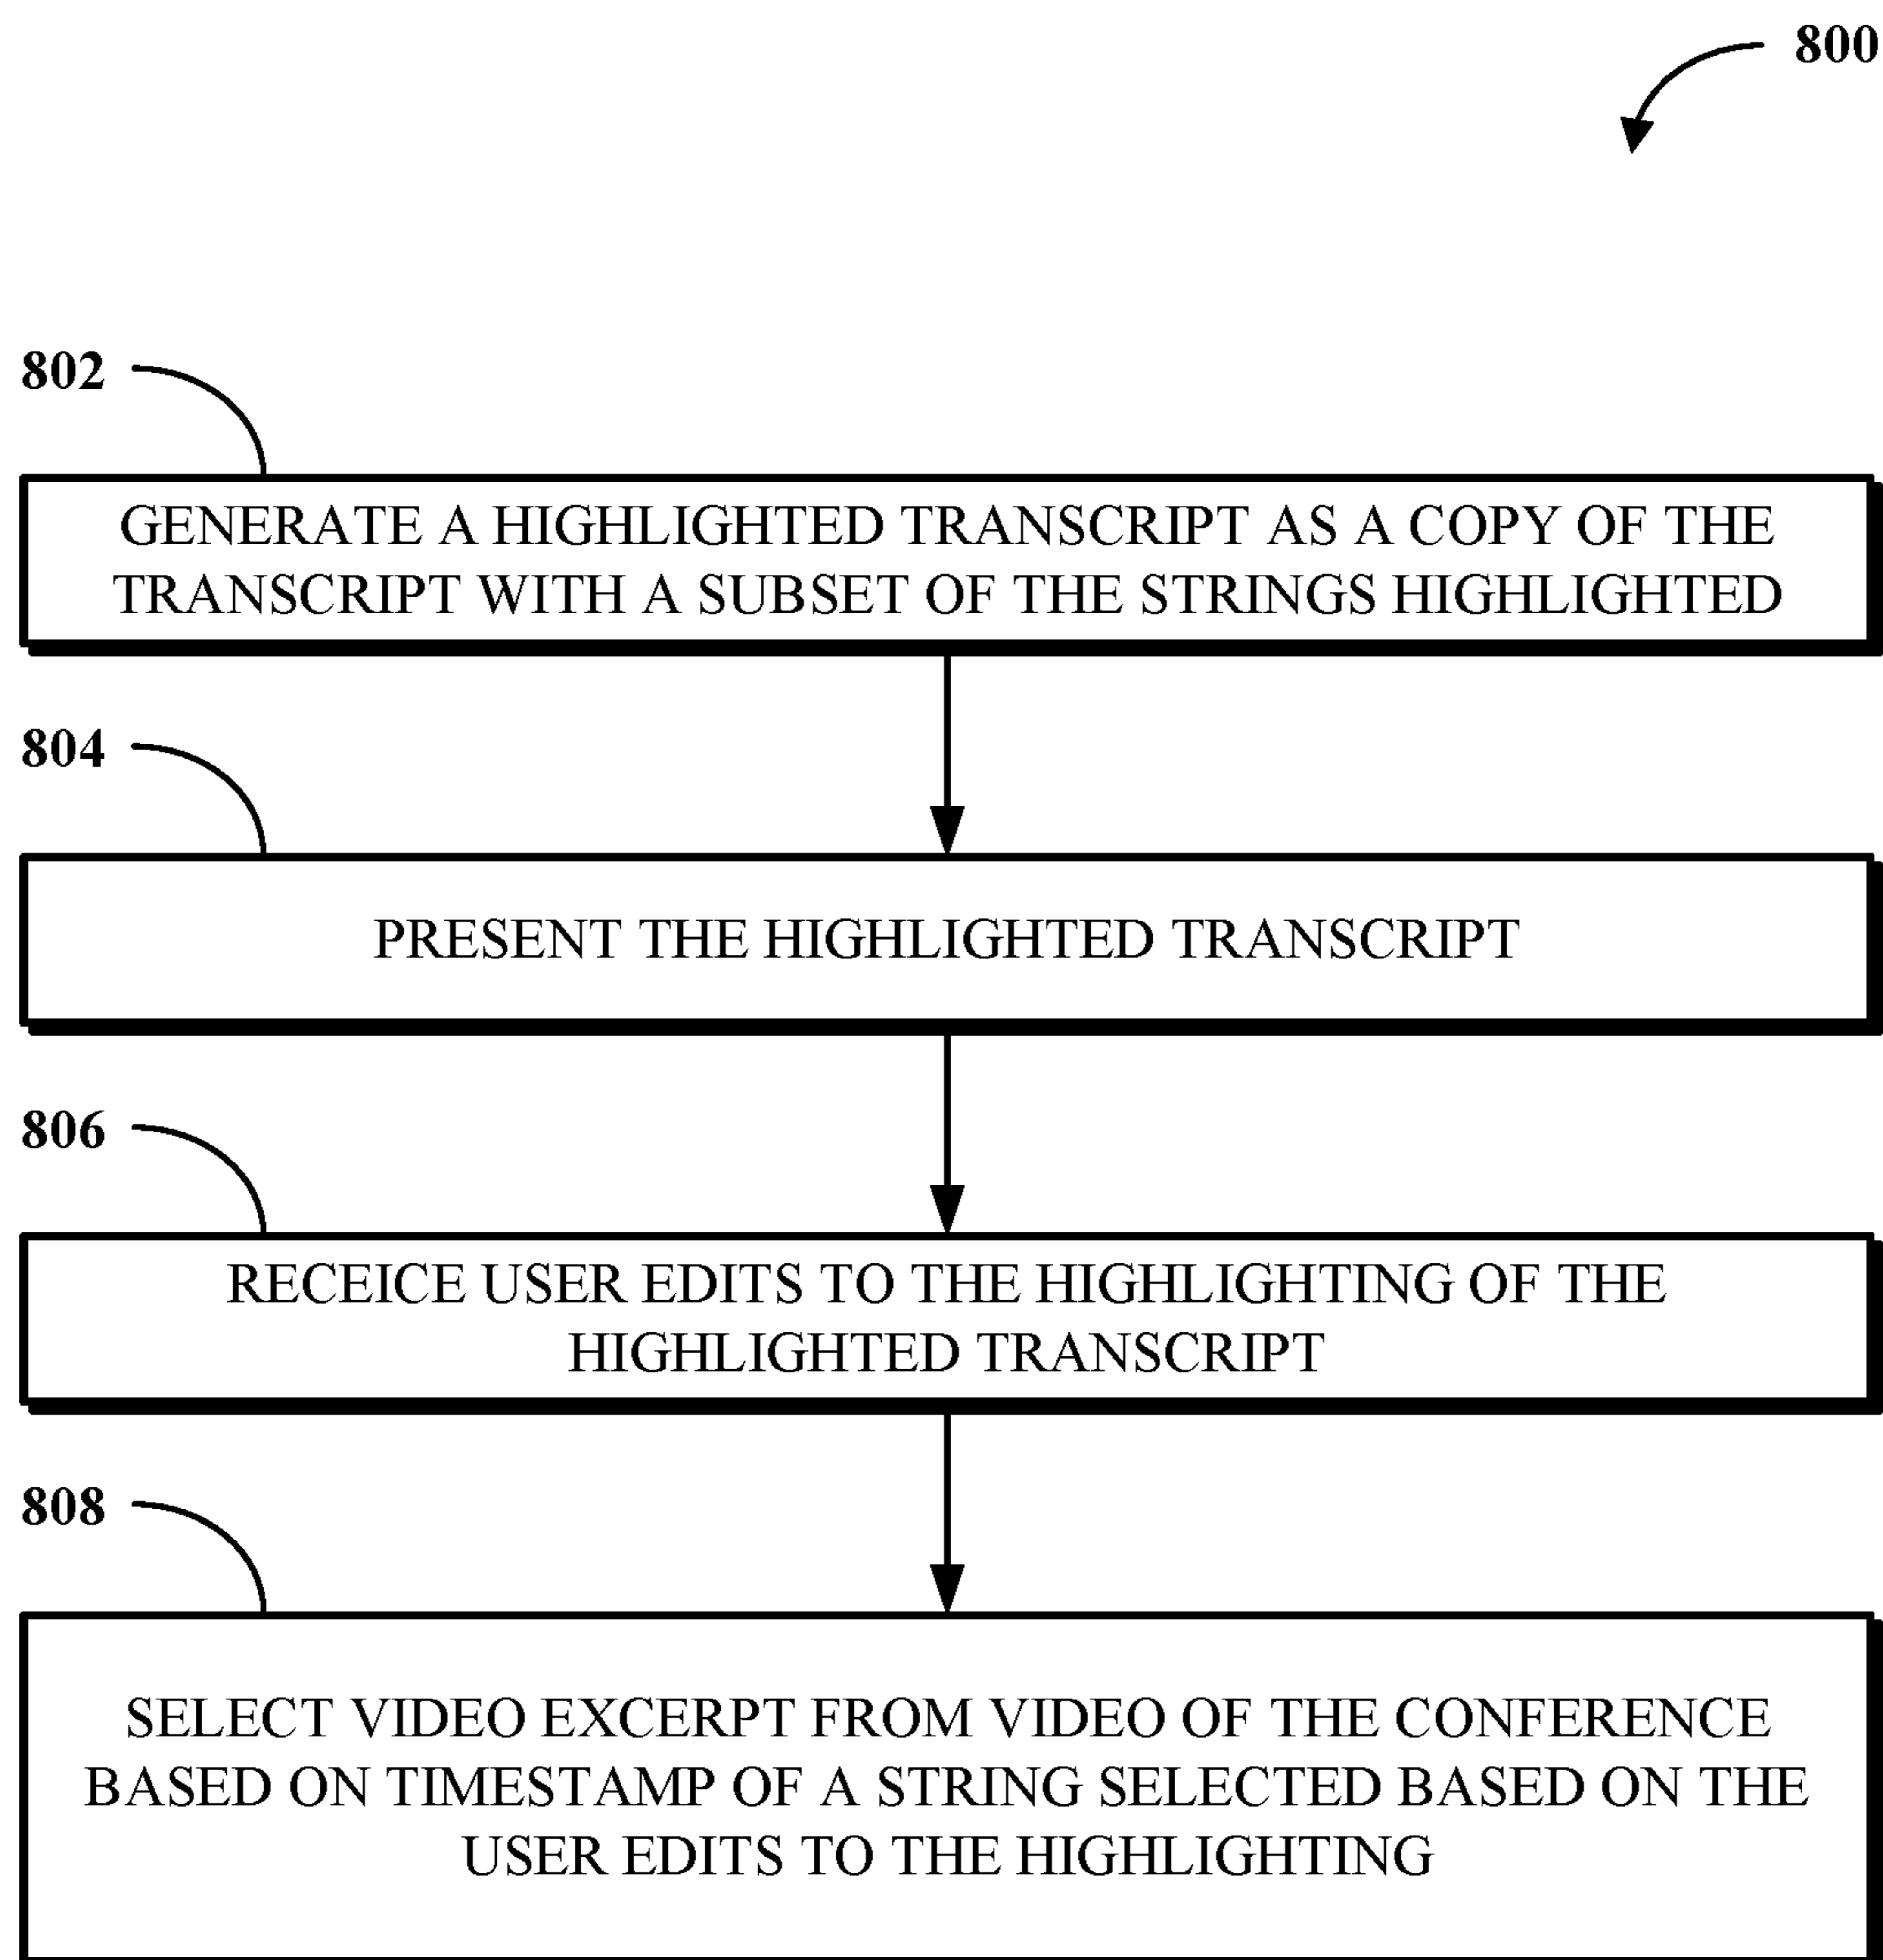 800
802
GENERATE A HIGHLIGHTED TRANSCRIPT AS A COPY OF THE
TRANSCRIPT WITH A SUBSET OF THE STRINGS HIGHLIGHTED
804
PRESENT THE HIGHLIGHTED TRANSCRIPT
806
RECEICE USER EDITS TO THE HIGHLIGHTING OF THE
HIGHLIGHTED TRANSCRIPT
808
SELECT VIDEO EXCERPT FROM VIDEO OF THE CONFERENCE
BASED ON TIMESTAMP OF A STRING SELECTED BASED ON THE
USER EDITS TO THE HIGHLIGHTING